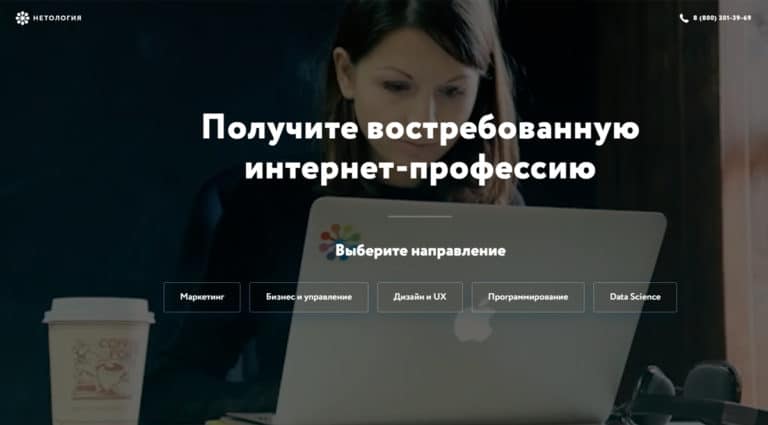 НЕТОЛОГИЯ
8 (800) 301-39-69
Получите востребованную
интернет-профессию
Выберите направление
Маркетинг
Бизнес и управление
Дизайн и UX
Программирование
Data Science